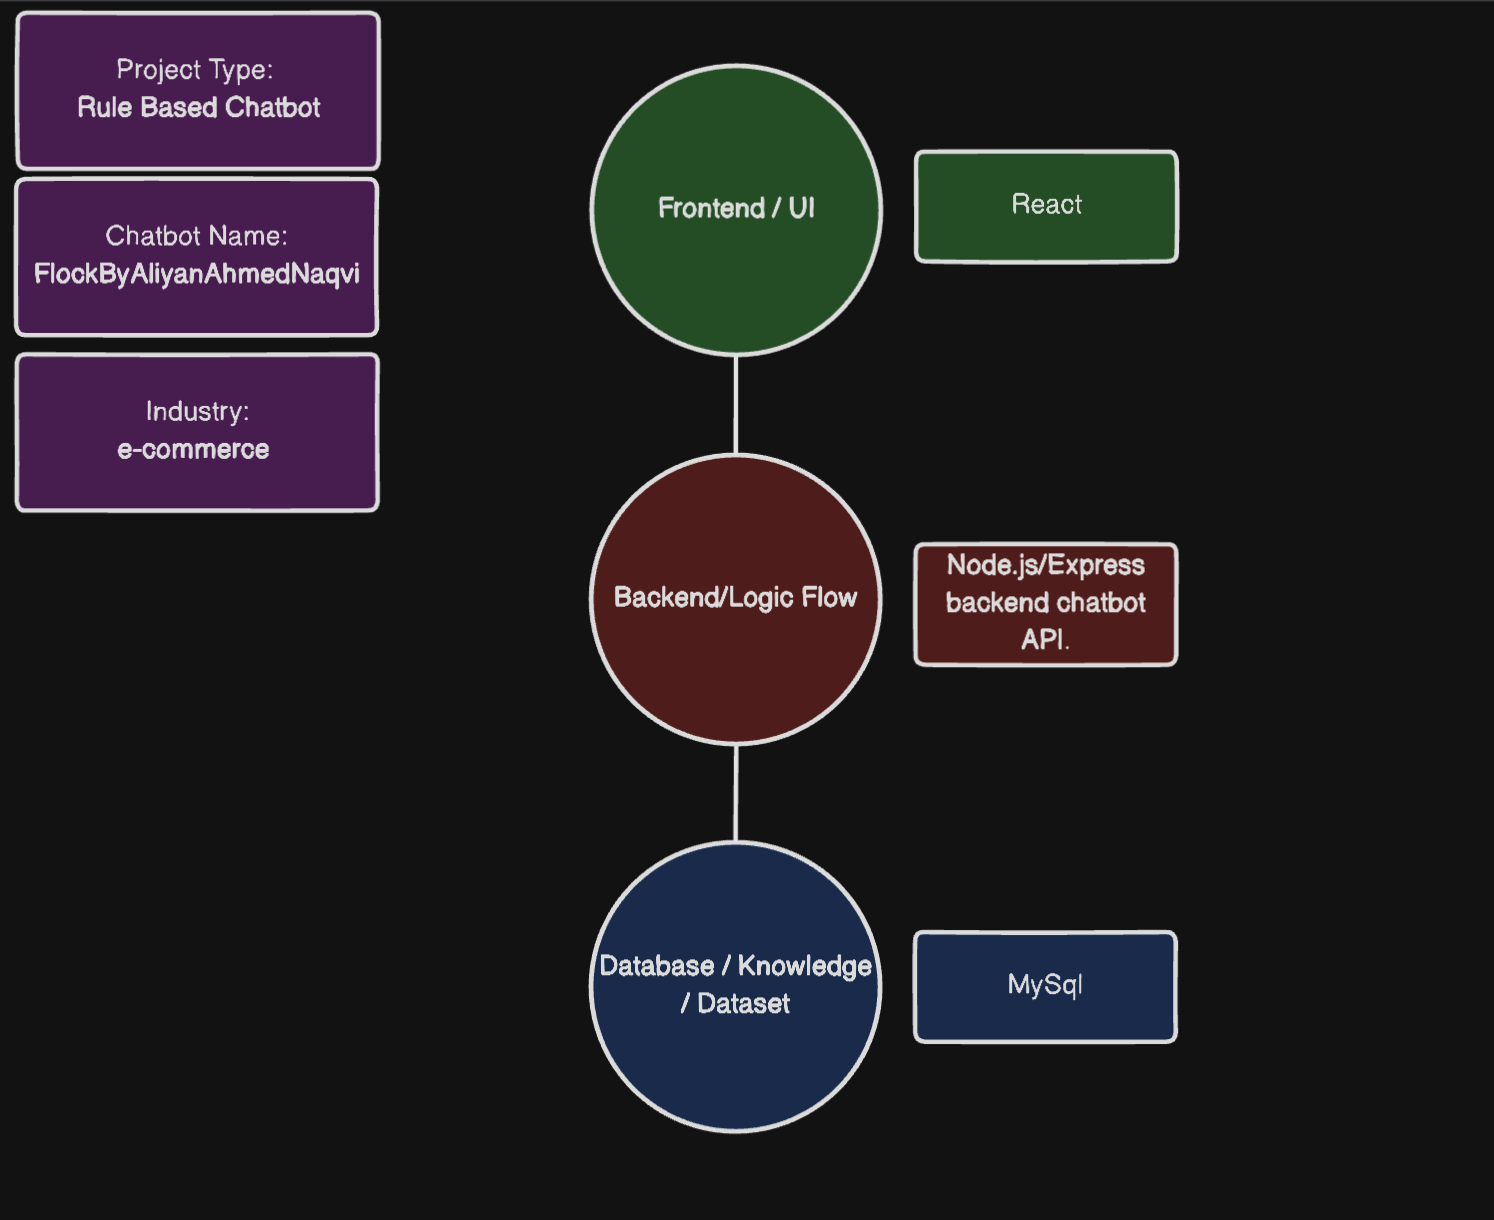 Project Type:
Rule Based Chatbot
Chatbot Name:
FlockByAliyanAhmedNaqvi
Industry:
e-commerce
Frontend / UI
React
Backend/Logic Flow
Node.js/Express
backend chatbot
API.
Database / Knowledge
/ Dataset
MySql